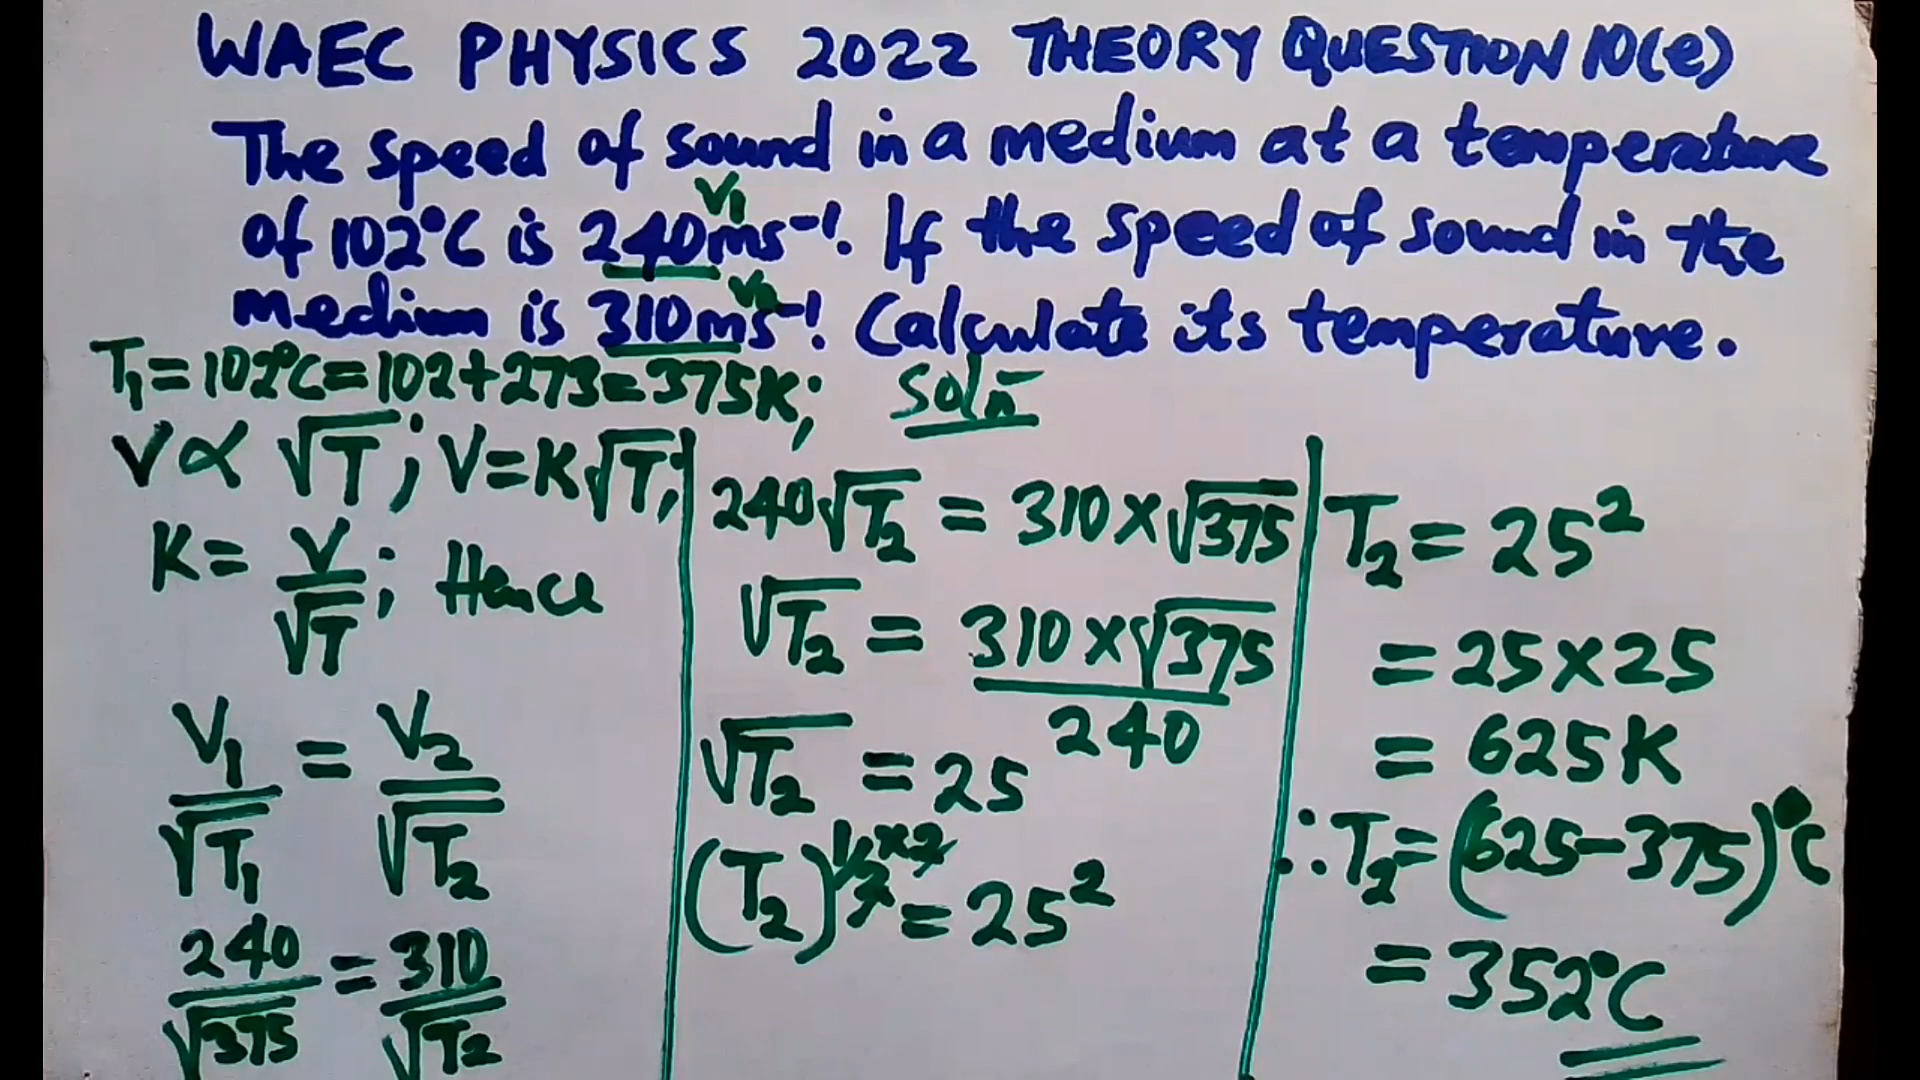 WAEC PHYSICS 2022 THEORY QUESTION 10(e)
The speed of sound in a medium at a temperature
of 102°C is 240ms⁻¹. If the speed of sound in the
V₁
medium is 310ms⁻¹. Calculate its temperature.
V₂
T₁ = 102°C = 102+273 = 375K;
Soln
V ∝ √T; V = K√T;
K = V/√T; Hence
V₁/√T₁ = V₂/√T₂
240/√375 = 310/√T₂
240√T₂ = 310×√375
√T₂ = 310×√375/240
√T₂ = 25
(T₂)^½×2 = 25²
T₂ = 25²
= 25×25
= 625K
∴ T₂ = (625-375)°C
= 352°C